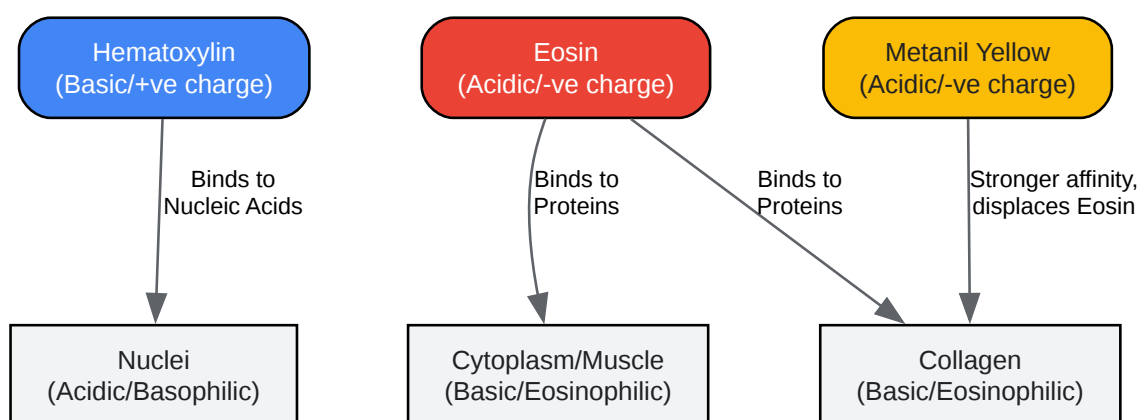 Hematoxylin
(Basic/+ve charge)
Eosin
(Acidic/-ve charge)
Metanil Yellow
(Acidic/-ve charge)
Binds to
Nucleic Acids
Binds to
Proteins
Binds to
Proteins
Stronger affinity,
displaces Eosin
Nuclei
(Acidic/Basophilic)
Cytoplasm/Muscle
(Basic/Eosinophilic)
Collagen
(Basic/Eosinophilic)